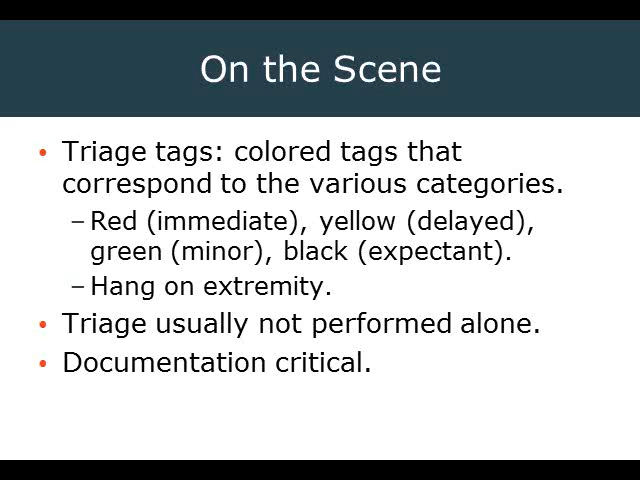 On the Scene
• Triage tags: colored tags that
correspond to the various categories.
– Red (immediate), yellow (delayed),
green (minor), black (expectant).
– Hang on extremity.
• Triage usually not performed alone.
• Documentation critical.